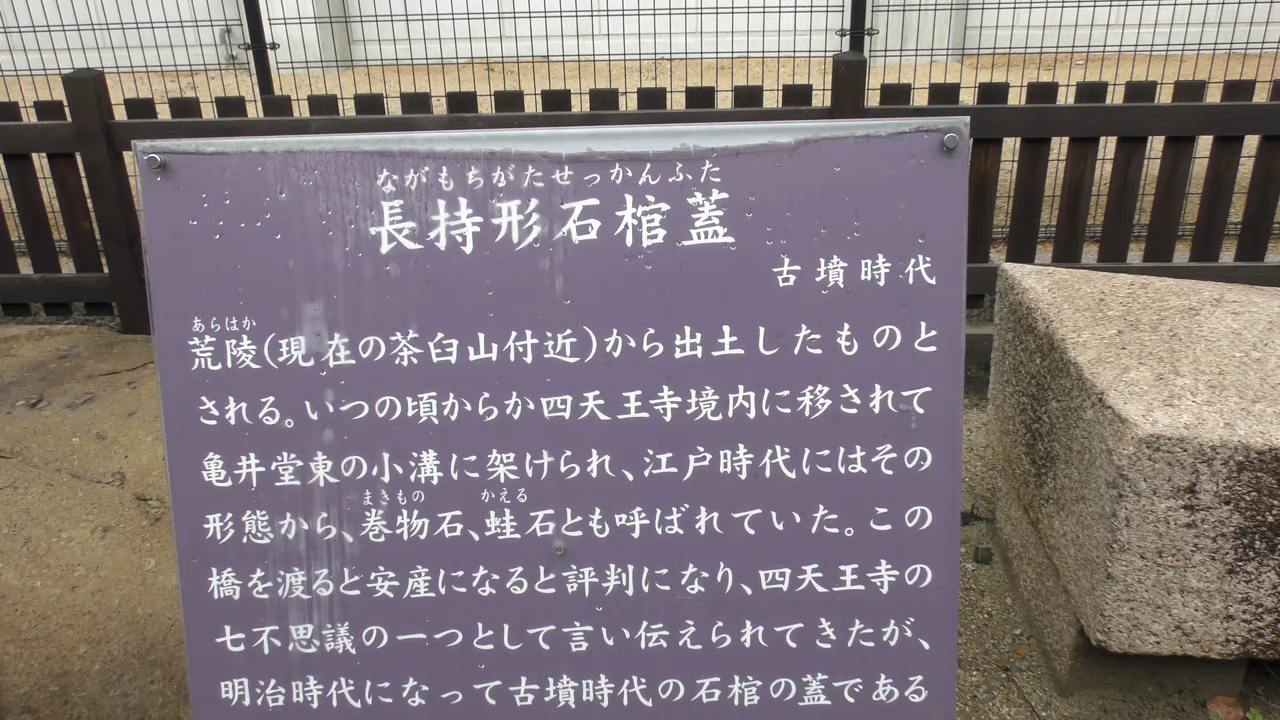 ながもちがたせっかんふた
長持形石棺蓋
古墳時代
あらはか
荒陵(現在の茶臼山付近)から出土したものと
される。いつの頃からか四天王寺境内に移されて
亀井堂東の小溝に架けられ、江戸時代にはその
まきもの かえる
形態から、巻物石、蛙石とも呼ばれていた。この
橋を渡ると安産になると評判になり、四天王寺の
七不思議の一つとして言い伝えられてきたが、
明治時代になって古墳時代の石棺の蓋である